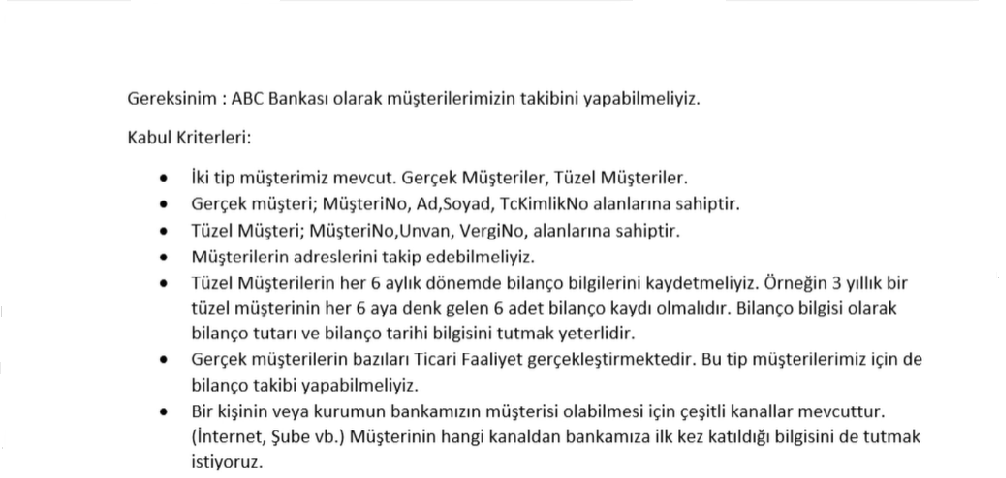 Gereksinim : ABC Bankası olarak müşterilerimizin takibini yapabilmeliyiz.
Kabul Kriterleri:
• İki tip müşterimiz mevcut. Gerçek Müşteriler, Tüzel Müşteriler.
• Gerçek müşteri; MüşteriNo, Ad,Soyad, TcKimlikNo alanlarına sahiptir.
• Tüzel Müşteri; MüşteriNo,Unvan, VergiNo, alanlarına sahiptir.
• Müşterilerin adreslerini takip edebilmeliyiz.
• Tüzel Müşterilerin her 6 aylık dönemde bilanço bilgilerini kaydetmeliyiz. Örneğin 3 yıllık bir
tüzel müşterinin her 6 aya denk gelen 6 adet bilanço kaydı olmalıdır. Bilanço bilgisi olarak
bilanço tutarı ve bilanço tarihi bilgisini tutmak yeterlidir.
• Gerçek müşterilerin bazıları Ticari Faaliyet gerçekleştirmektedir. Bu tip müşterilerimiz için de
bilanço takibi yapabilmeliyiz.
• Bir kişinin veya kurumun bankamızın müşterisi olabilmesi için çeşitli kanallar mevcuttur.
(İnternet, Şube vb.) Müşterinin hangi kanaldan bankamıza ilk kez katıldığı bilgisini de tutmak
istiyoruz.